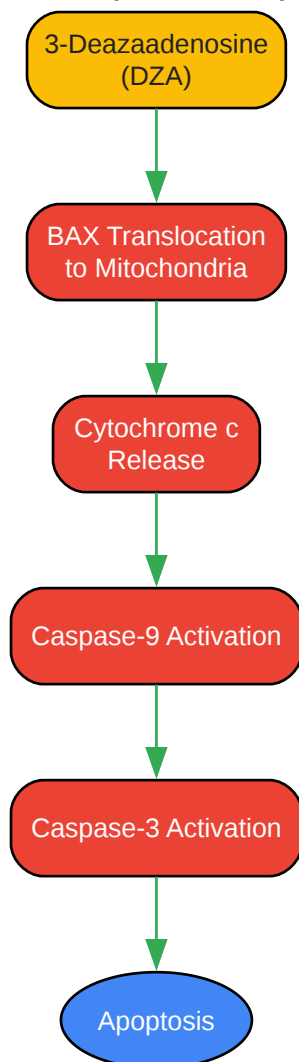 3-Deazaadenosine
(DZA)
BAX Translocation
to Mitochondria
Cytochrome c
Release
Caspase-9 Activation
Caspase-3 Activation
Apoptosis